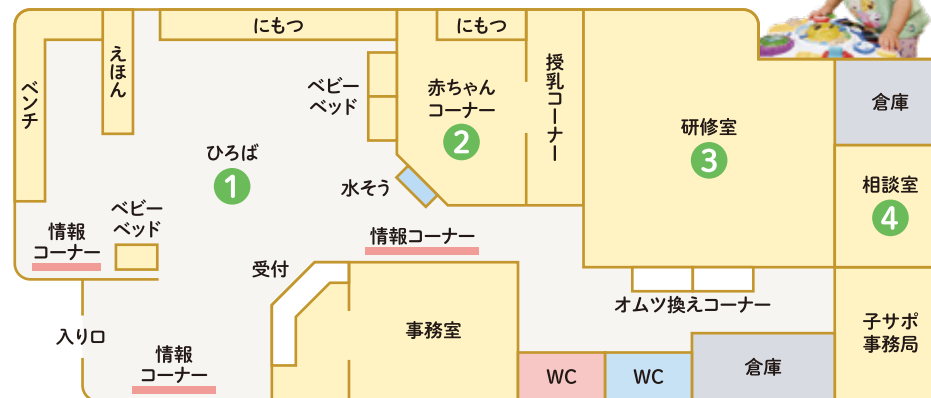 にもつ
にもつ
えほん
ベンチ
ベビー
ベッド
赤ちゃん
コーナー
2
授乳コーナー
研修室
3
倉庫
ひろば
1
水そう
相談室
4
ベビー
ベッド
情報
コーナー
情報コーナー
受付
オムツ換えコーナー
入り口
事務室
子サポ
事務局
情報
コーナー
WC
WC
倉庫